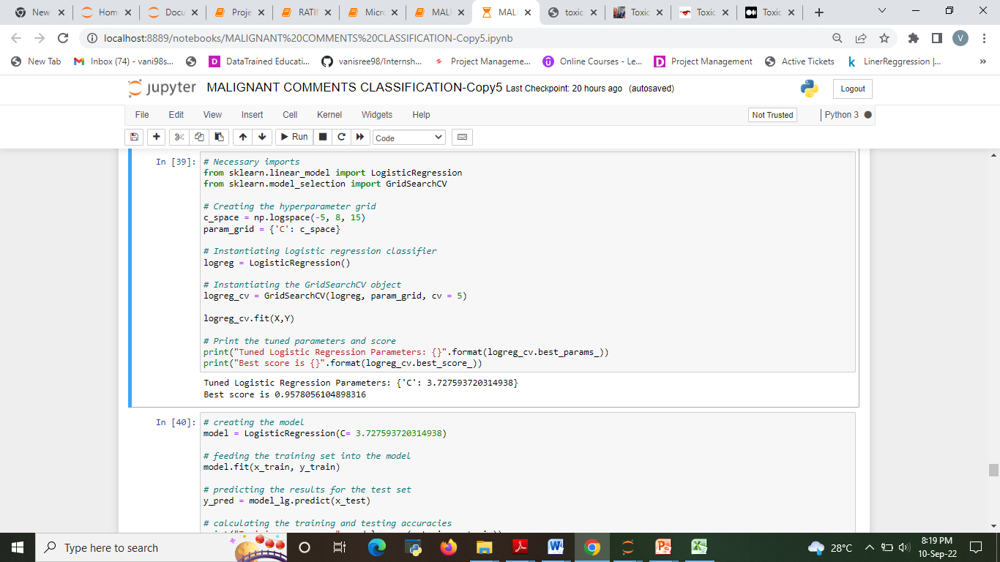 New
Hom
Docu
Proje
RATI
Micro
MALI
MALI
toxic
Toxic
Toxic
Toxic
localhost:8889/notebooks/MALIGNANT%20COMMENTS%20CLASSIFICATION-Copy5.ipynb
V
New Tab
Inbox (74) - vani98s...
DataTrained Educati...
vanisree98/Internsh...
Project Manageme...
Online Courses - Le...
Project Management
Active Tickets
LinerReggression |...
»
jupyter MALIGNANT COMMENTS CLASSIFICATION-Copy5 Last Checkpoint: 20 hours ago (autosaved)
Logout
File Edit View Insert Cell Kernel Widgets Help
Not Trusted
Python 3
Run
Code
In [39]:
# Necessary imports
from sklearn.linear_model import LogisticRegression
from sklearn.model_selection import GridSearchCV
# Creating the hyperparameter grid
c_space = np.logspace(-5, 8, 15)
param_grid = {'C': c_space}
# Instantiating logistic regression classifier
logreg = LogisticRegression()
# Instantiating the GridSearchCV object
logreg_cv = GridSearchCV(logreg, param_grid, cv = 5)
logreg_cv.fit(X,Y)
# Print the tuned parameters and score
print("Tuned Logistic Regression Parameters: {}".format(logreg_cv.best_params_))
print("Best score is {}".format(logreg_cv.best_score_))
Tuned Logistic Regression Parameters: {'C': 3.727593720314938}
Best score is 0.9578056104898316
In [40]:
# creating the model
model = LogisticRegression(C= 3.727593720314938)
# feeding the training set into the model
model.fit(x_train, y_train)
# predicting the results for the test set
y_pred = model_lg.predict(x_test)
# calculating the training and testing accuracies
Type here to search
28°C
8:19 PM
10-Sep-22